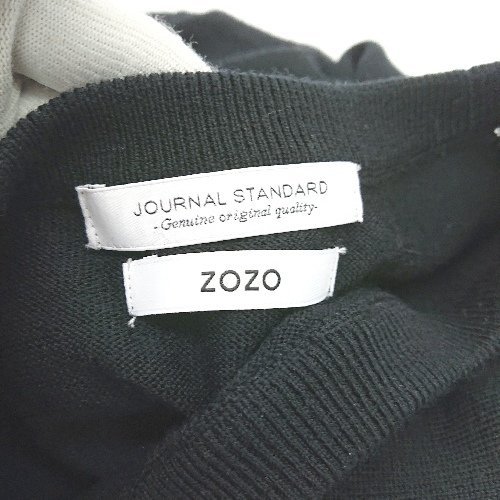 JOURNAL STANDARD
-Genuine original quality-
ZOZO